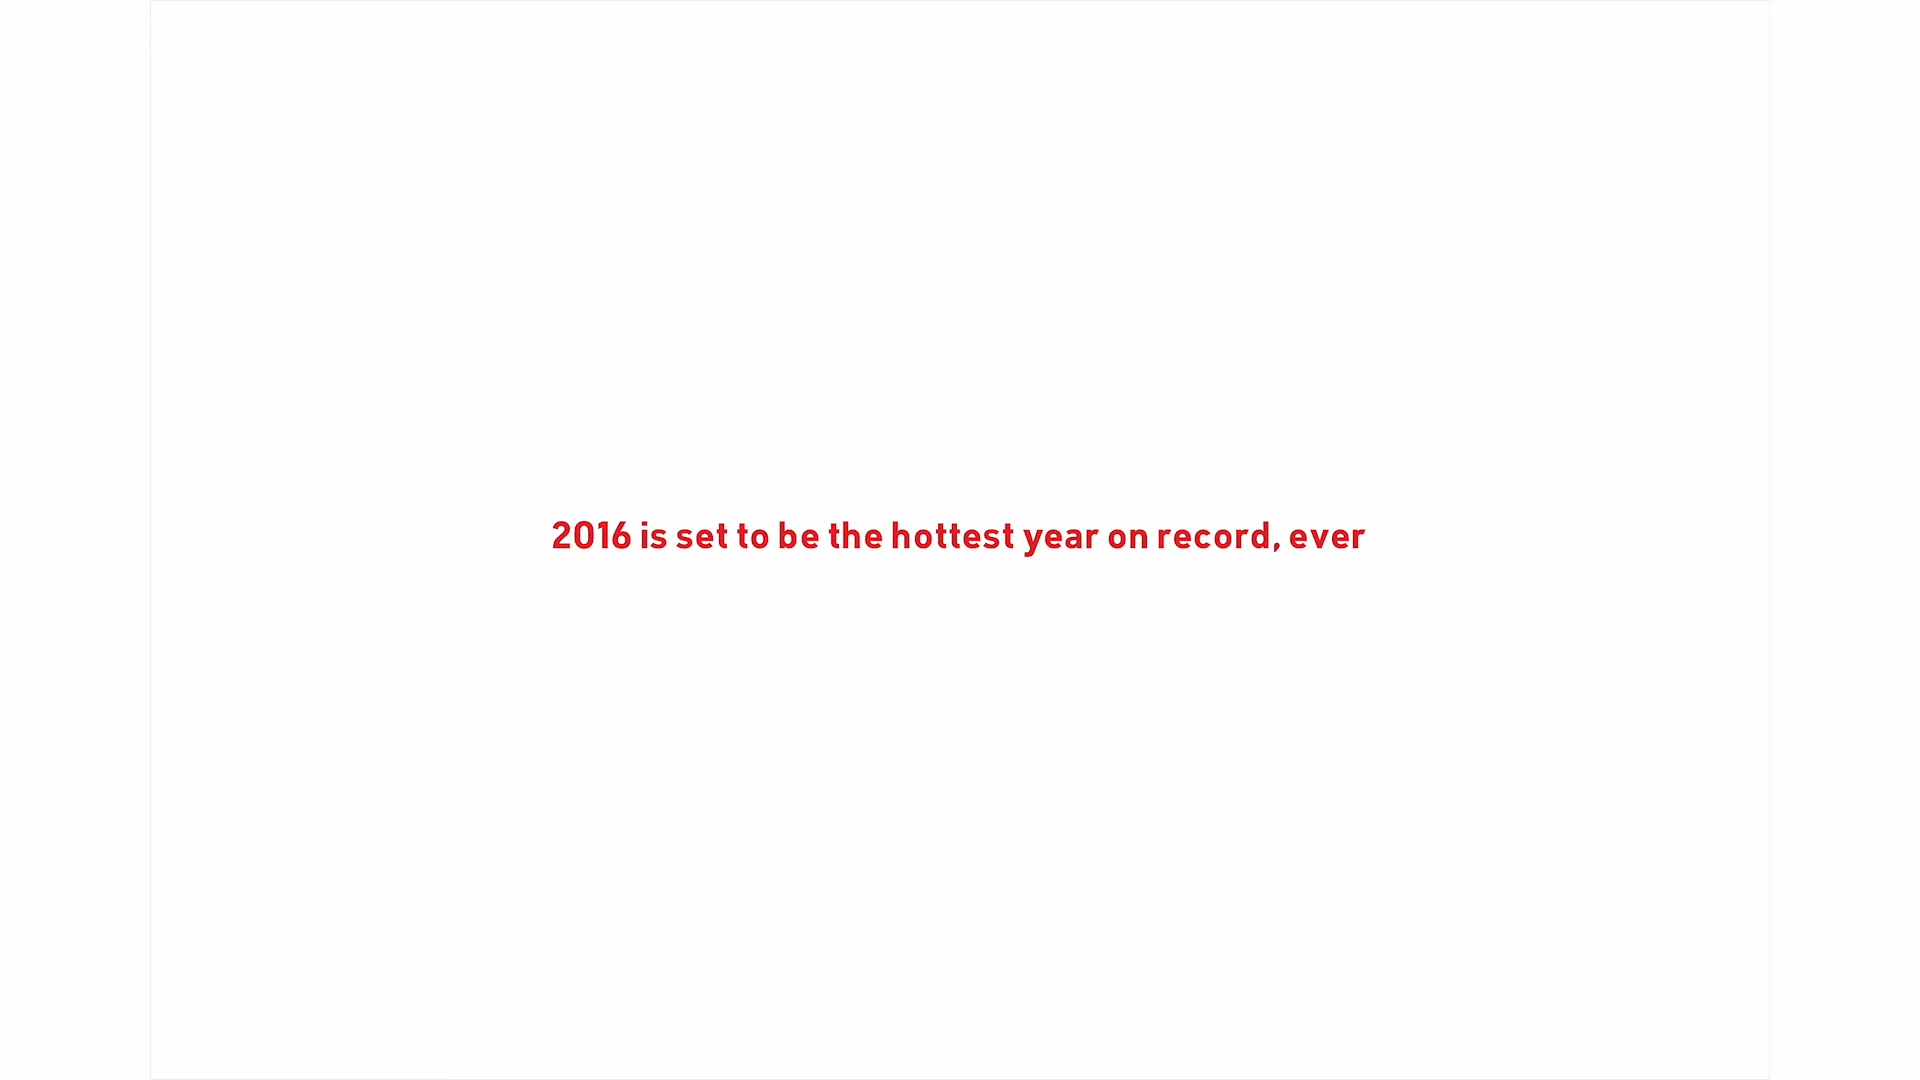 2016 is set to be the hottest year on record, ever